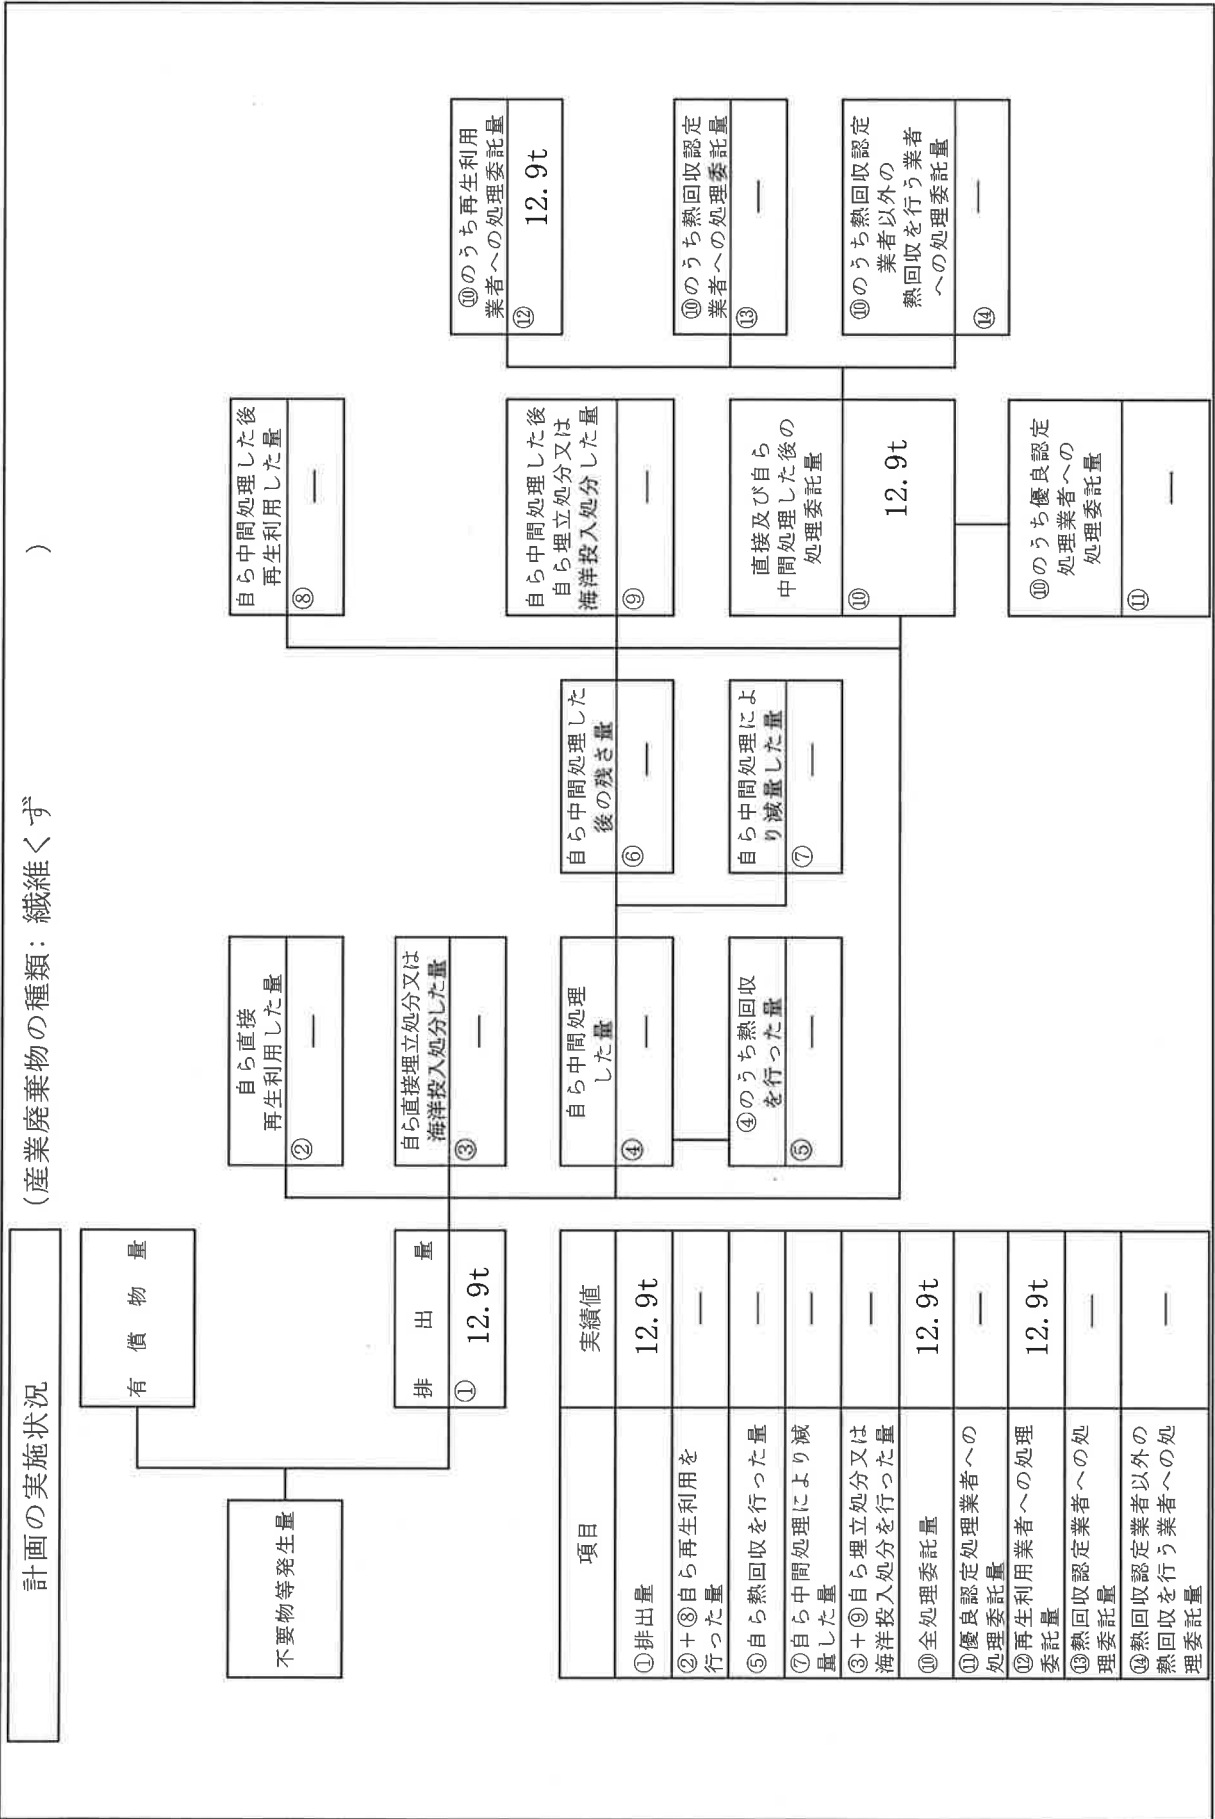 計画の実施状況
(産業廃棄物の種類：繊維くず )
不要物等発生量
有 償 物 量
排 出 量
① 12.9t
自ら直接
再生利用した量
② ―
自ら直接埋立処分又は
海洋投入処分した量
③ ―
自ら中間処理
した量
④ ―
④のうち熱回収
を行った量
⑤ ―
自ら中間処理した
後の残さ量
⑥ ―
自ら中間処理によ
り減量した量
⑦ ―
自ら中間処理した後
再生利用した量
⑧ ―
自ら中間処理した後
自ら埋立処分又は
海洋投入処分した量
⑨ ―
直接及び自ら
中間処理した後の
処理委託量
⑩ 12.9t
⑩のうち優良認定
処理業者への
処理委託量
⑪ ―
⑩のうち再生利用
業者への処理委託量
⑫ 12.9t
⑩のうち熱回収認定
業者への処理委託量
⑬ ―
⑩のうち熱回収認定
業者以外の
熱回収を行う業者
への処理委託量
⑭ ―
項目 実績値
①排出量 12.9t
②+⑧自ら再生利用を
行った量 ―
⑤自ら熱回収を行った量 ―
⑦自ら中間処理により減
量した量 ―
③+⑨自ら埋立処分又は
海洋投入処分を行った量 ―
⑩全処理委託量 12.9t
⑪優良認定処理業者への
処理委託量 ―
⑫再生利用業者への処理
委託量 12.9t
⑬熱回収認定業者への処
理委託量 ―
⑭熱回収認定業者以外の
熱回収を行う業者への処
理委託量 ―